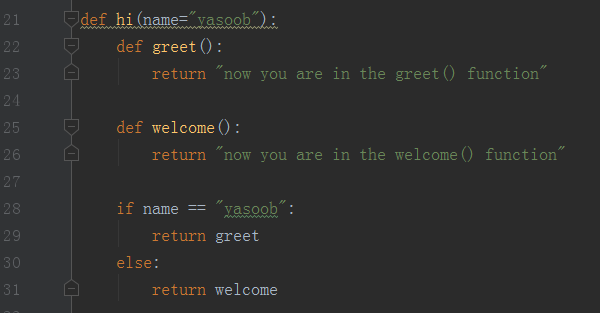 21 def hi(name="yasoob"):
22     def greet():
23         return "now you are in the greet() function"
24
25     def welcome():
26         return "now you are in the welcome() function"
27
28     if name == "yasoob":
29         return greet
30     else:
31         return welcome